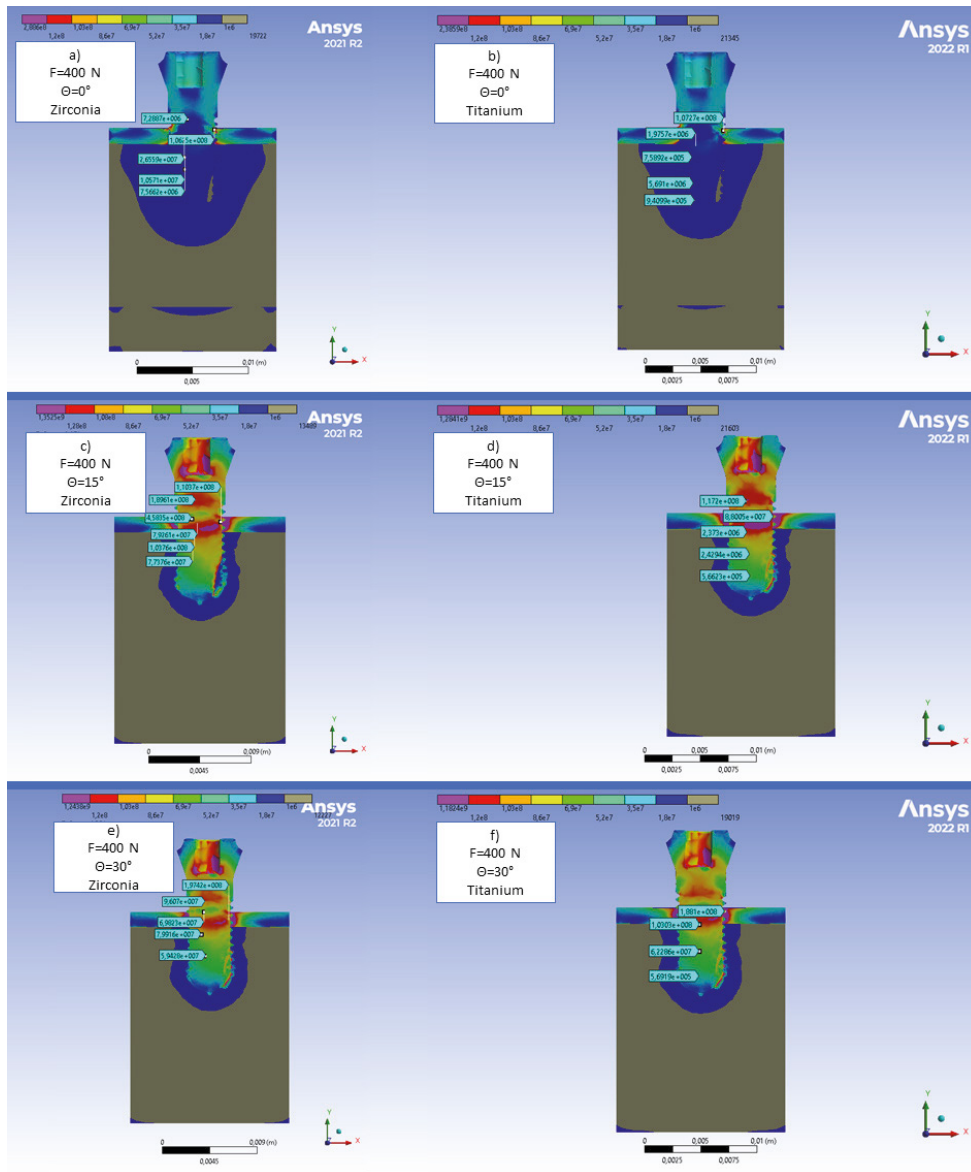 2,806e8 1,03e8 6,9e7 3,5e7 1e6
1,2e8 8,6e7 5,2e7 1,8e7 19722
Ansys
2021 R2
a)
F=400 N
Θ=0°
Zirconia
7,2887e+006
1,0625e+008
2,6559e+007
1,0571e+007
7,5662e+006
0 0,01 (m)
0,005
Y
X
2,3859e8 1,03e8 6,9e7 3,5e7 1e6
1,2e8 8,6e7 5,2e7 1,8e7 21345
Ansys
2022 R1
b)
F=400 N
Θ=0°
Titanium
1,0727e+008
1,9757e+006
7,5892e+005
5,691e+006
9,4099e+005
0 0,005 0,01 (m)
0,0025 0,0075
Y
Z
X
1,3525e9 1,03e8 6,9e7 3,5e7 1e6
1,20e8 8,6e7 5,2e7 1,8e7 13489
Ansys
2021 R2
c)
F=400 N
Θ=15°
Zirconia
1,1037e+008
1,8961e+008
4,5835e+008
7,9261e+007
1,0376e+008
7,7376e+007
0 0,009 (m)
0,0045
Y
X
1,2841e9 1,03e8 6,9e7 3,5e7 1e6
1,2e8 8,6e7 5,2e7 1,8e7 21603
Ansys
2022 R1
d)
F=400 N
Θ=15°
Titanium
1,172e+008
8,8005e+007
2,373e+006
2,4294e+006
5,6623e+005
0 0,005 0,01 (m)
0,0025 0,0075
Y
Z
X
1,2438e9 1,03e8 6,9e7 3,5e7 1e6
1,2e8 8,6e7 5,2e7 1,8e7 12227
Ansys
2021 R2
e)
F=400 N
Θ=30°
Zirconia
1,9742e+008
9,607e+007
6,9823e+007
7,9916e+007
5,9428e+007
0 0,009 (m)
0,0045
Y
X
1,1824e9 1,03e8 6,9e7 3,5e7 1e6
1,2e8 8,6e7 5,2e7 1,8e7 19019
Ansys
2022 R1
f)
F=400 N
Θ=30°
Titanium
1,881e+008
1,0303e+008
6,2286e+007
5,6919e+005
0 0,005 0,01 (m)
0,0025 0,0075
Y
Z
X